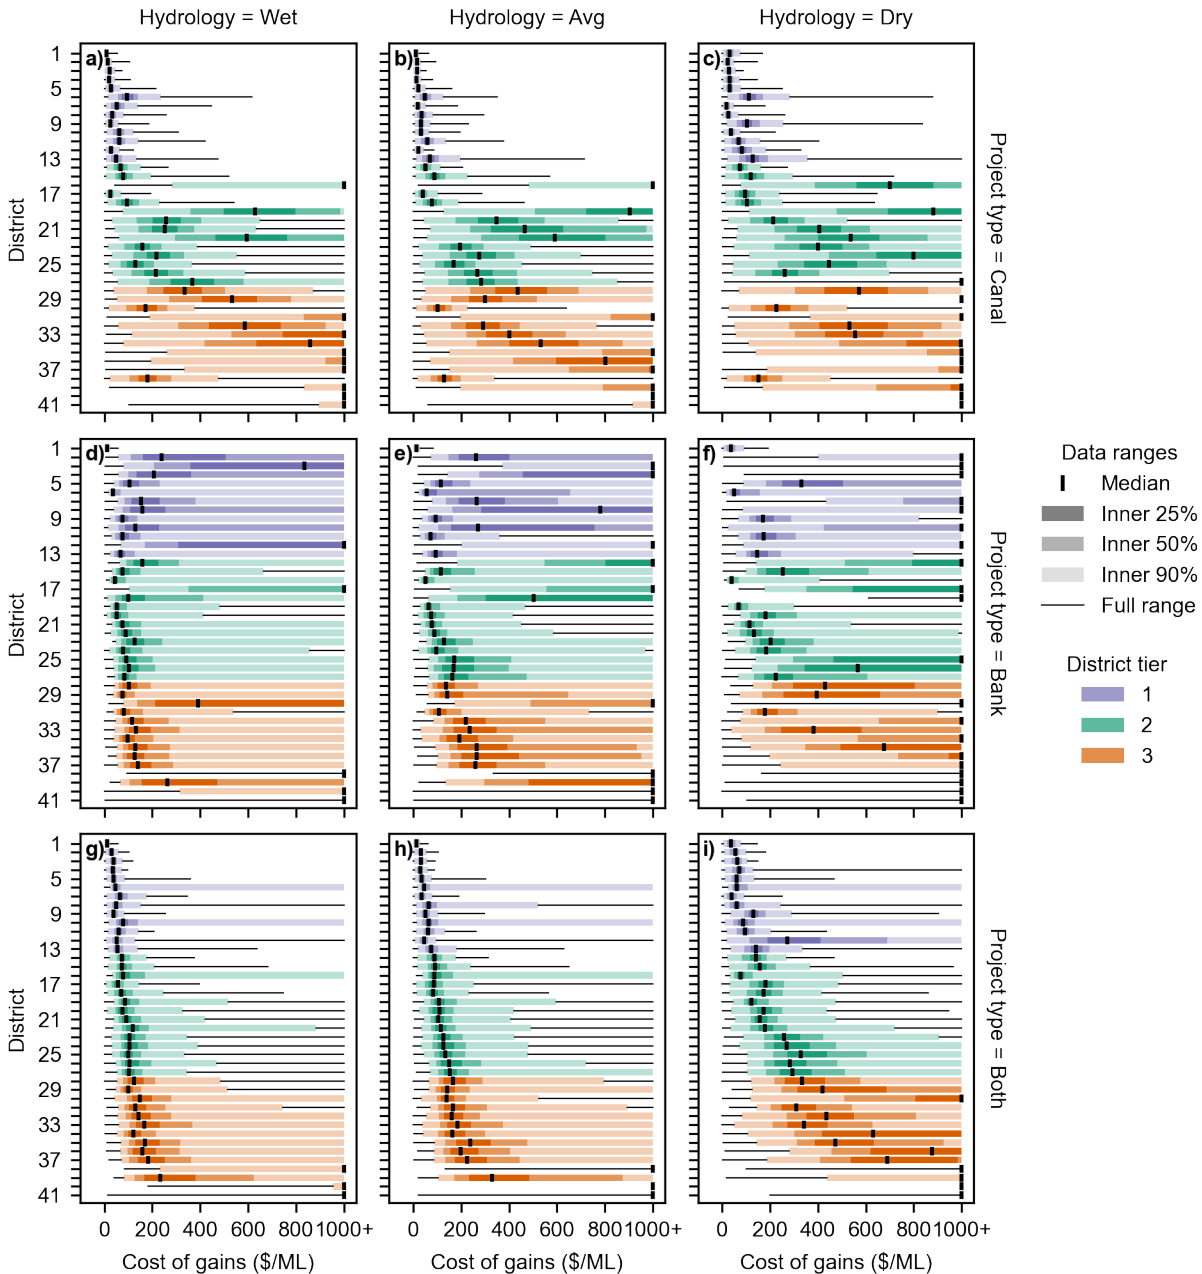 Hydrology = Wet
Hydrology = Avg
Hydrology = Dry
a)
b)
c)
1
5
9
13
17
21
25
29
33
37
41
District
Project type = Canal
d)
e)
f)
1
5
9
13
17
21
25
29
33
37
41
District
Project type = Bank
Data ranges
Median
Inner 25%
Inner 50%
Inner 90%
Full range
District tier
1
2
3
g)
h)
i)
1
5
9
13
17
21
25
29
33
37
41
District
Project type = Both
0 200 400 600 800 1000+
0 200 400 600 800 1000+
0 200 400 600 800 1000+
Cost of gains ($/ML)
Cost of gains ($/ML)
Cost of gains ($/ML)